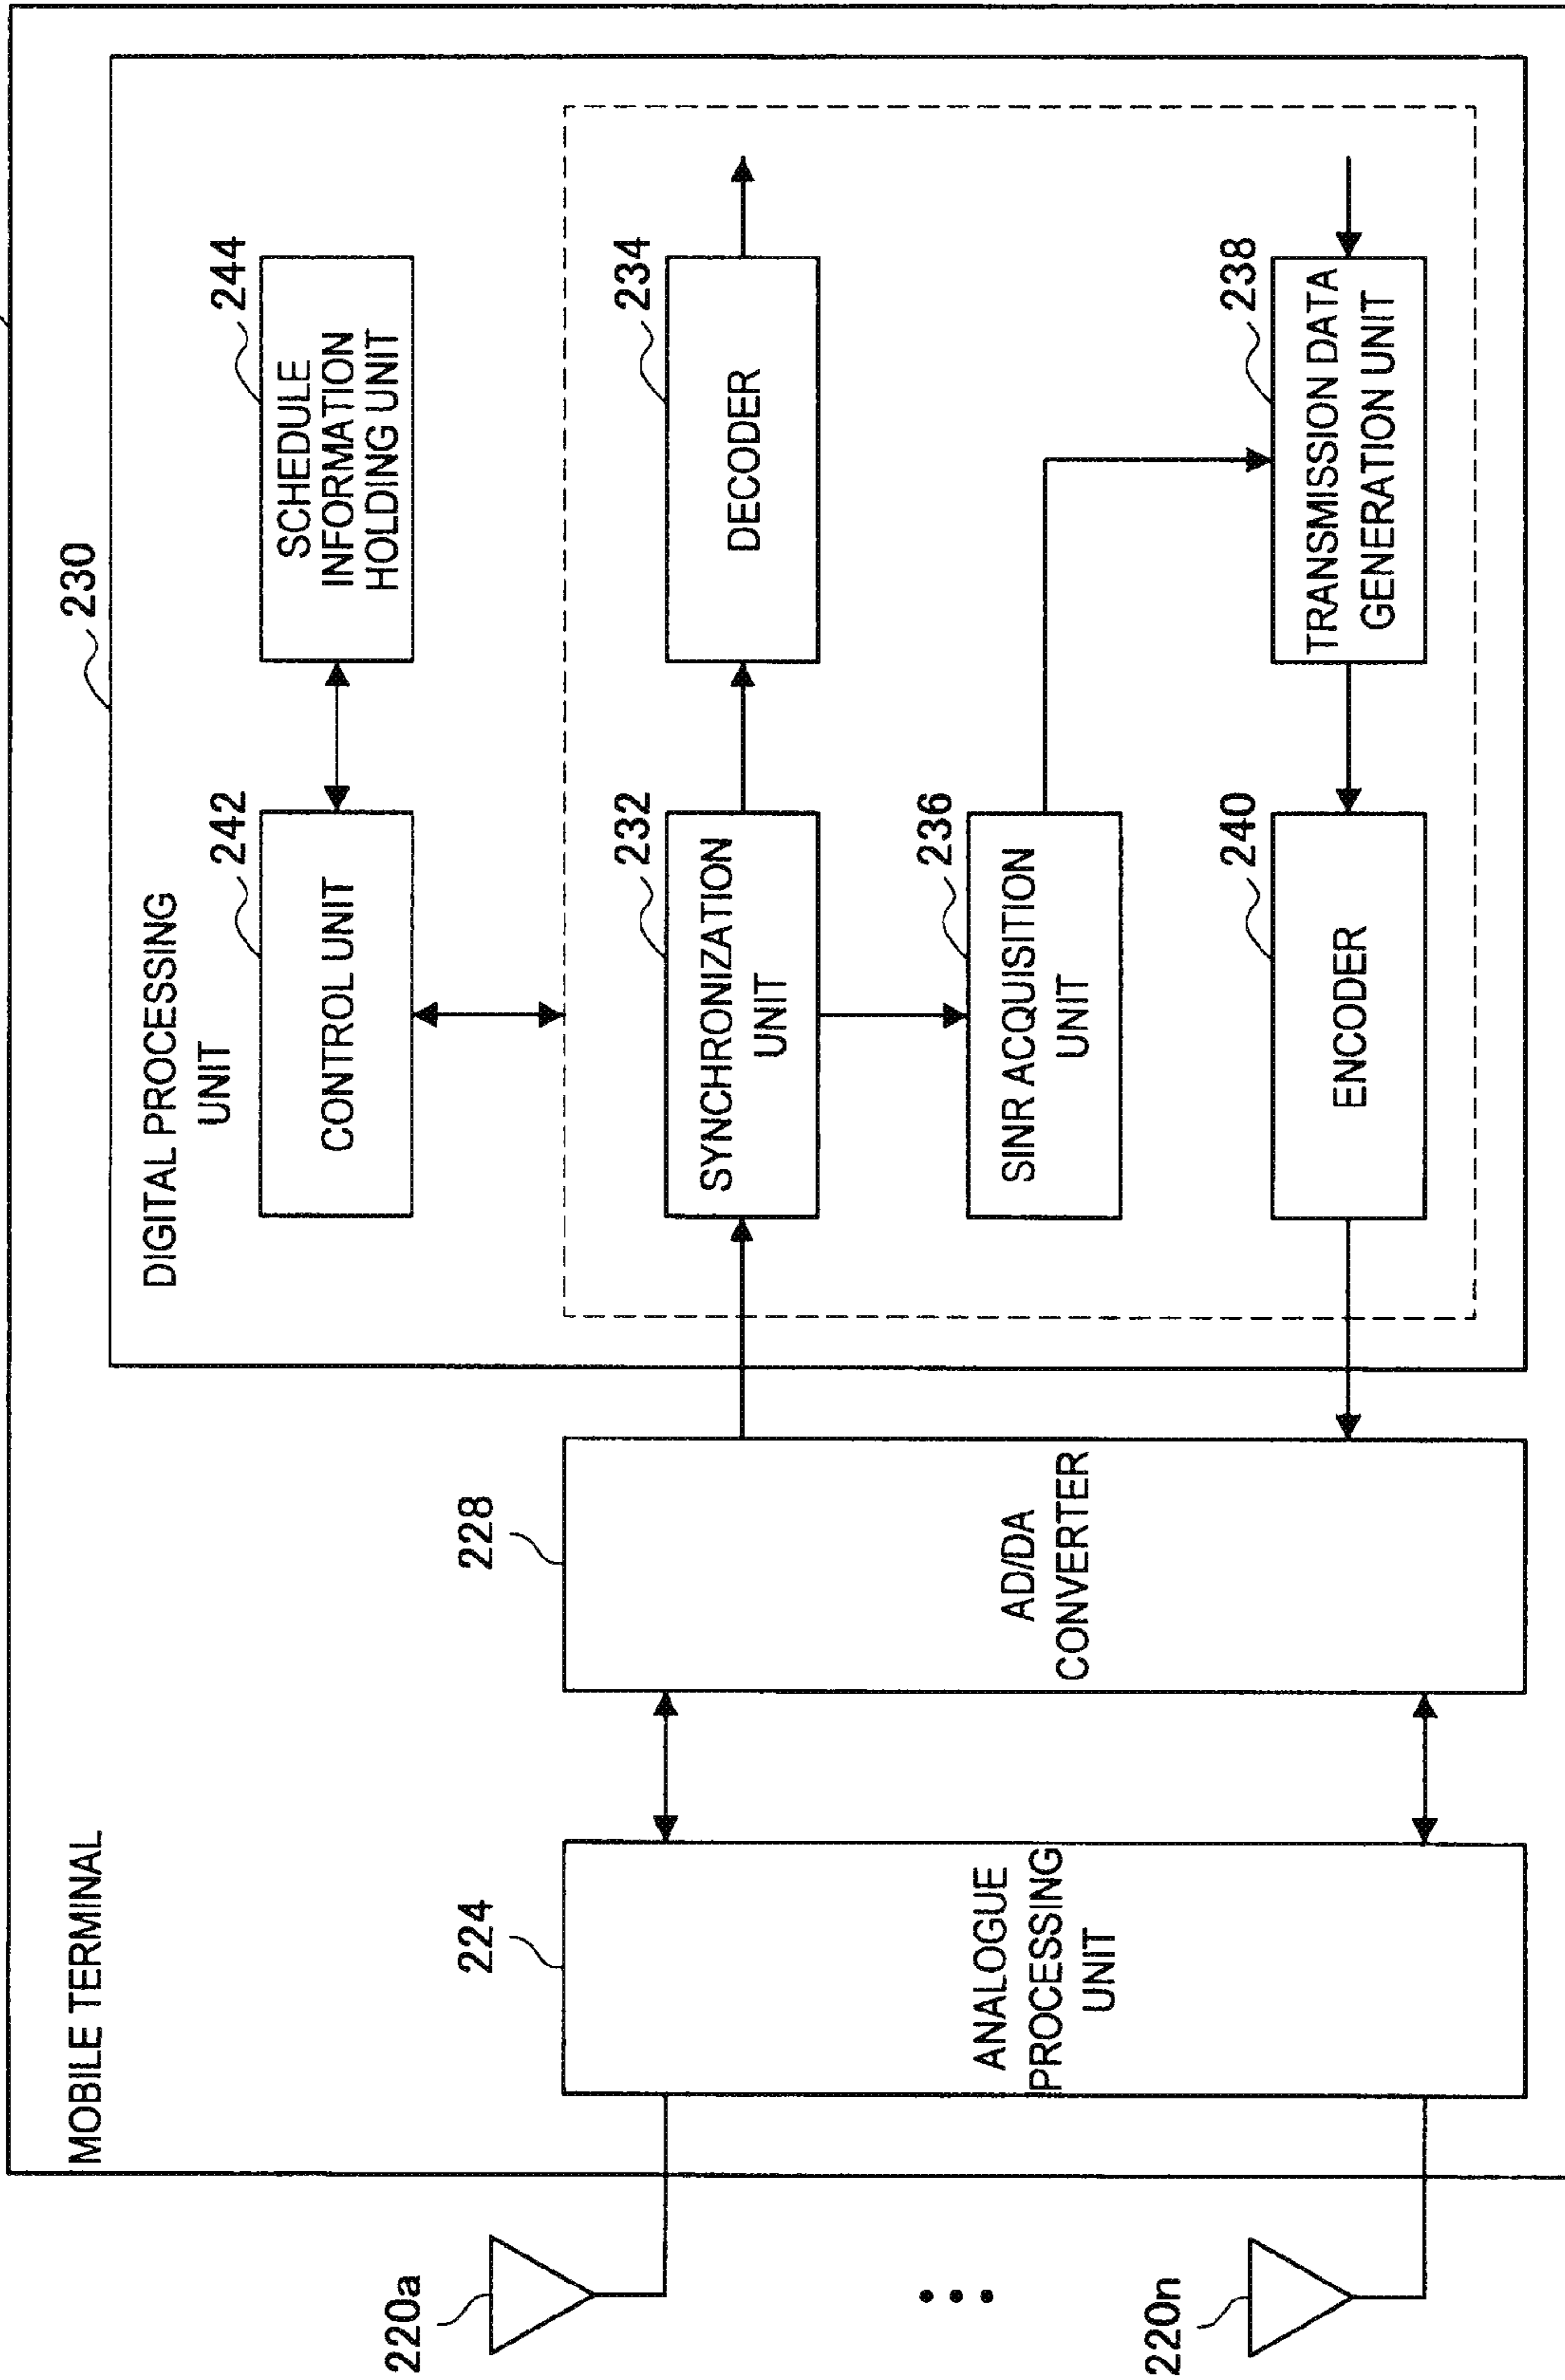 MOBILE TERMINAL
230
DIGITAL PROCESSING
UNIT
242
CONTROL UNIT
244
SCHEDULE
INFORMATION
HOLDING UNIT
220a
224
ANALOGUE
PROCESSING
UNIT
228
AD/DA
CONVERTER
232
SYNCHRONIZATION
UNIT
234
DECODER
236
SINR ACQUISITION
UNIT
220n
240
ENCODER
238
TRANSMISSION DATA
GENERATION UNIT